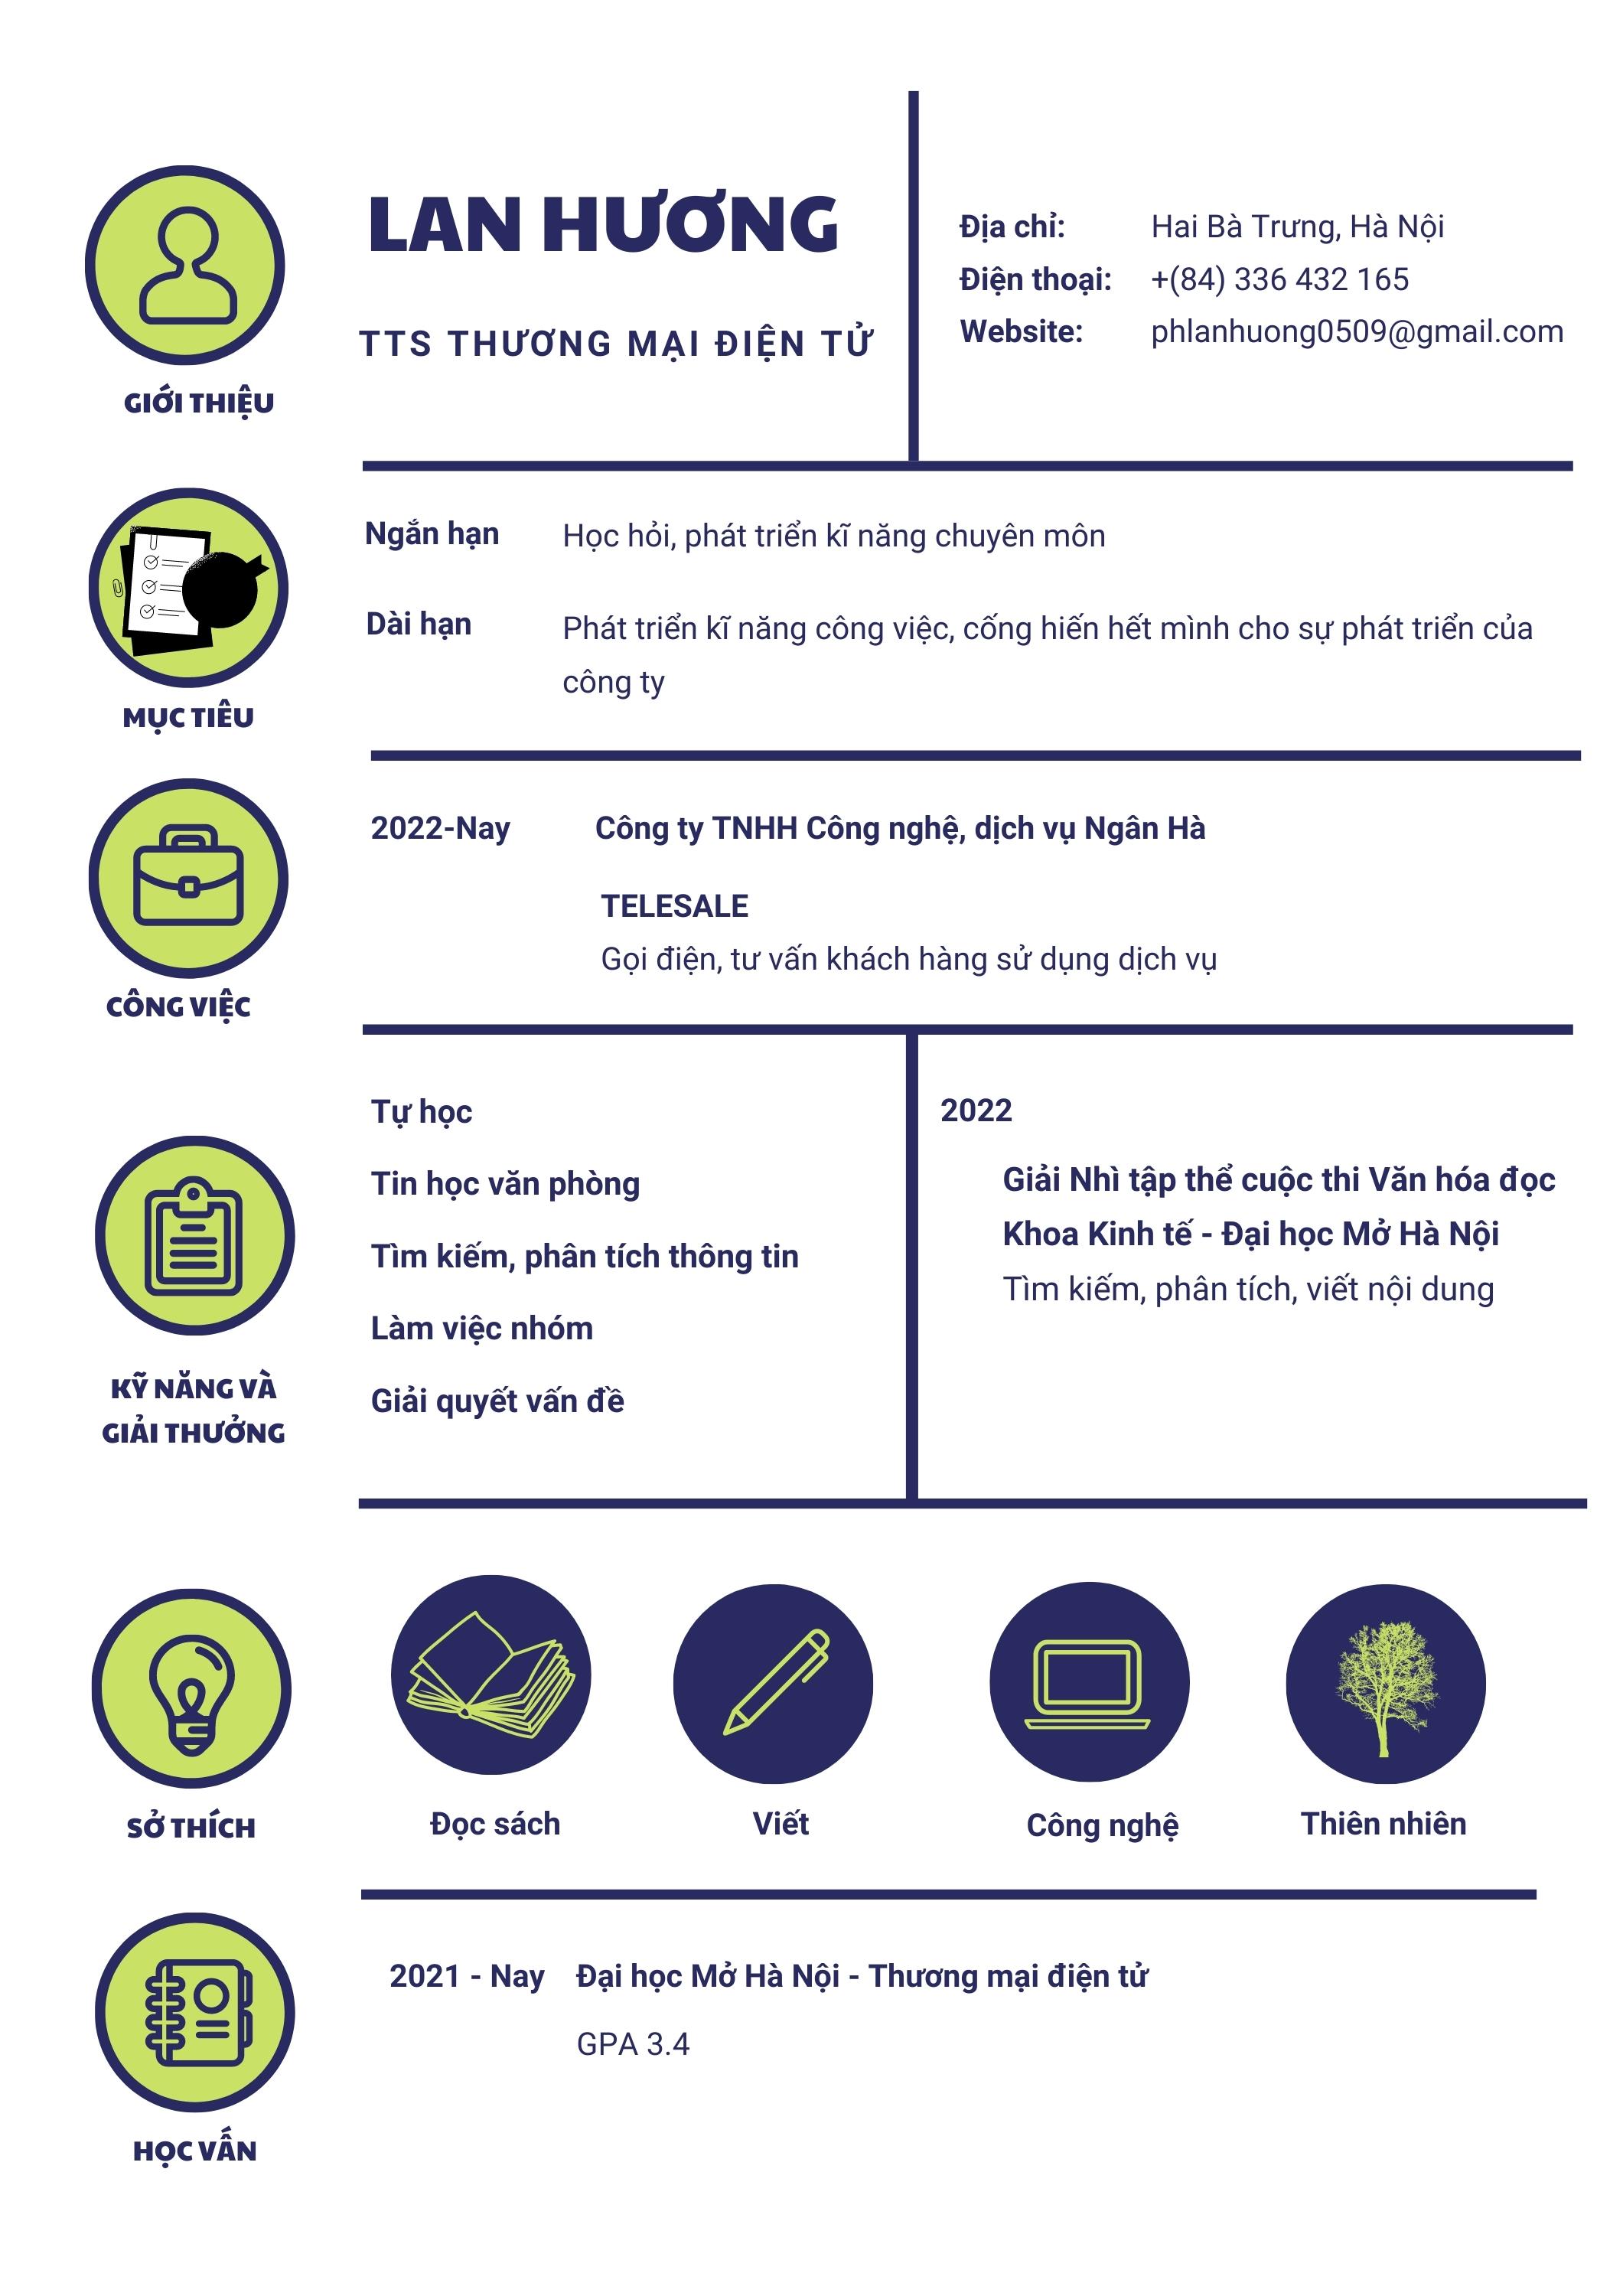 LAN HƯƠNG
TTS THƯƠNG MẠI ĐIỆN TỬ
Địa chỉ: Hai Bà Trưng, Hà Nội
Điện thoại: +(84) 336 432 165
Website: phlanhuong0509@gmail.com
GIỚI THIỆU
Ngắn hạn Học hỏi, phát triển kĩ năng chuyên môn
Dài hạn Phát triển kĩ năng công việc, cống hiến hết mình cho sự phát triển của
công ty
MỤC TIÊU
2022-Nay Công ty TNHH Công nghệ, dịch vụ Ngân Hà
TELESALE
Gọi điện, tư vấn khách hàng sử dụng dịch vụ
CÔNG VIỆC
Tự học
Tin học văn phòng
Tìm kiếm, phân tích thông tin
Làm việc nhóm
Giải quyết vấn đề
2022
Giải Nhì tập thể cuộc thi Văn hóa đọc
Khoa Kinh tế - Đại học Mở Hà Nội
Tìm kiếm, phân tích, viết nội dung
KỸ NĂNG VÀ
GIẢI THƯỞNG
Đọc sách
Viết
Công nghệ
Thiên nhiên
SỞ THÍCH
2021 - Nay Đại học Mở Hà Nội - Thương mại điện tử
GPA 3.4
HỌC VẤN